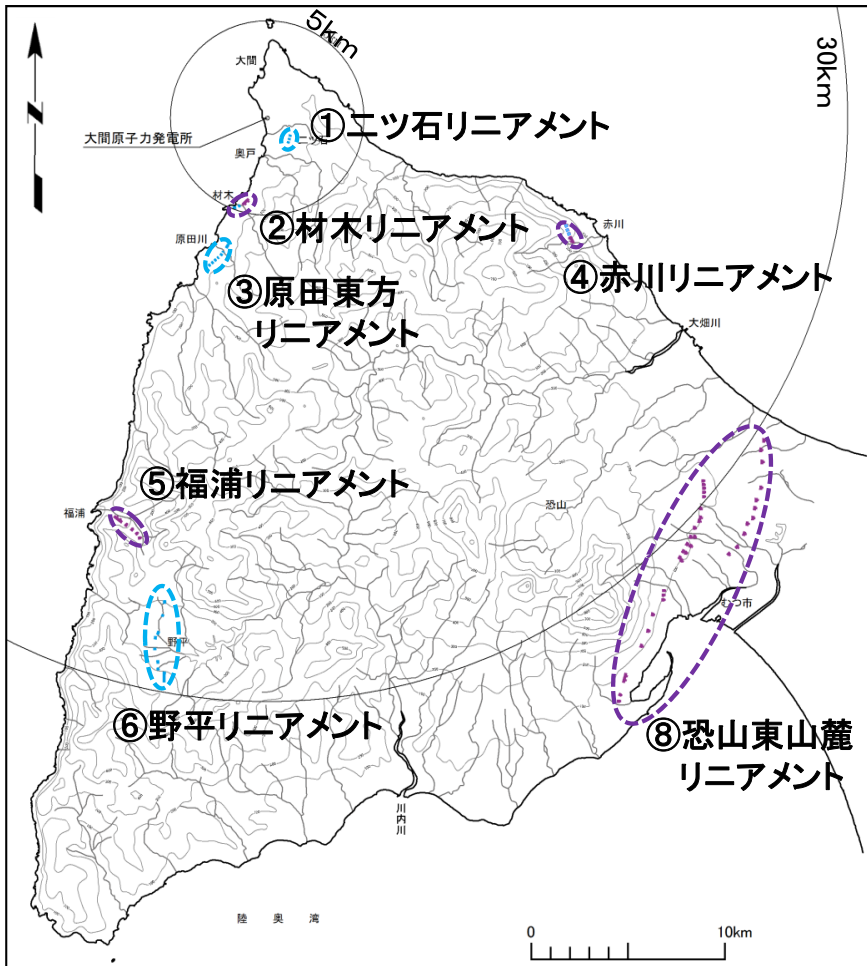 5km
30km
大間
N
大間原子力発電所
①二ツ石リニアメント
二ツ石
奥戸
材木
②材木リニアメント
赤川
原田川
④赤川リニアメント
③原田東方
リニアメント
大畑川
⑤福浦リニアメント
福浦
恐山
むつ市
野平
⑥野平リニアメント
⑧恐山東山麓
リニアメント
川内川
陸奥湾
0 10km